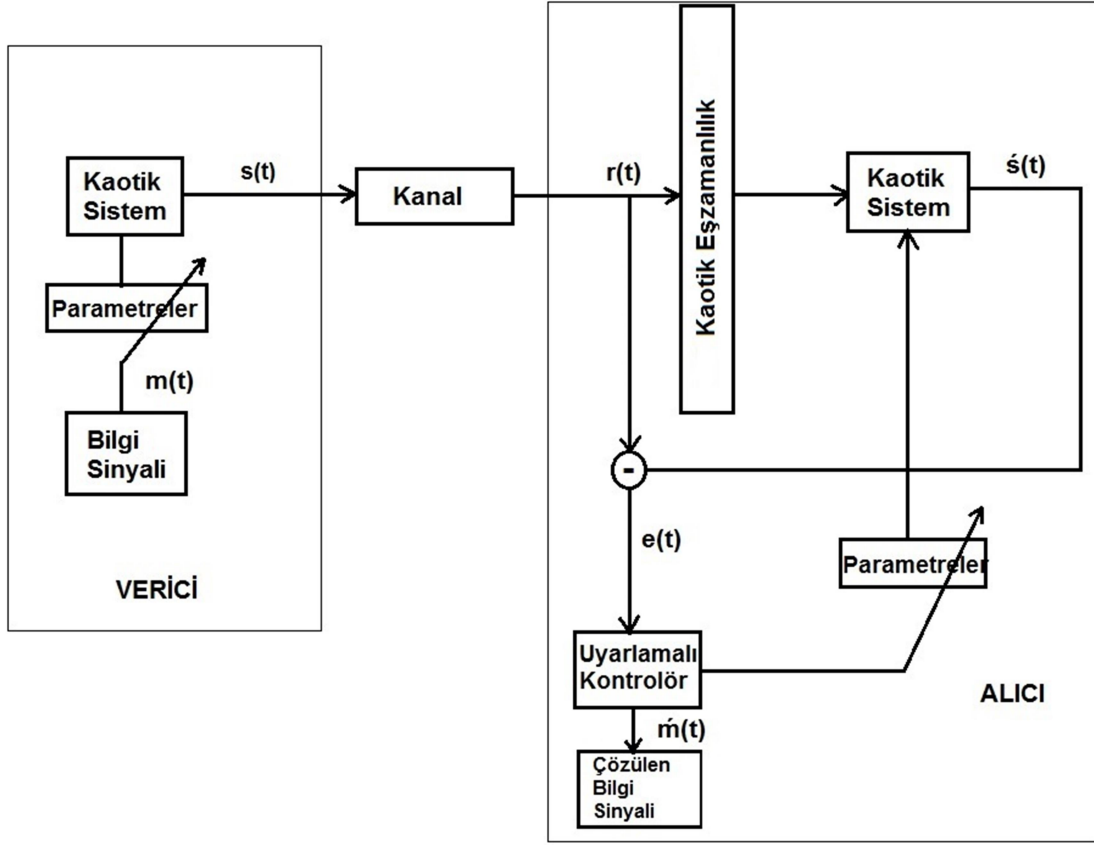 Kaotik
Sistem
s(t)
Parametreler
m(t)
Bilgi
Sinyali
VERİCİ
Kanal
r(t)
Kaotik Eşzamanlılık
Kaotik
Sistem
ś(t)
-
e(t)
Parametreler
Uyarlamalı
Kontrolör
ḿ(t)
Çözülen
Bilgi
Sinyali
ALICI